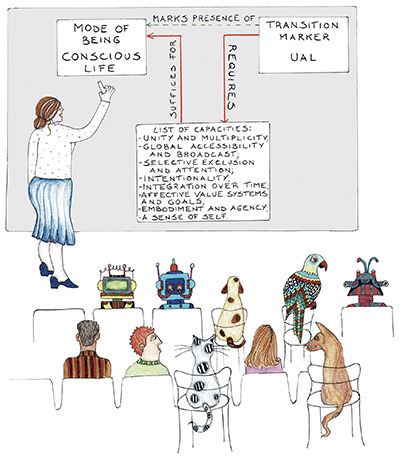 MODE OF
BEING
CONSCIOUS
LIFE
MARKS PRESENCE OF
TRANSITION
MARKER
UAL
SUFFICES FOR
REQUIRES
LIST OF CAPACITIES:
-UNITY AND MULTIPLICITY,
-GLOBAL ACCESSIBILITY
AND BROADCAST,
-SELECTIVE EXCLUSION
AND ATTENTION;
-INTENTIONALITY.
-INTEGRATION OVER TIME,
-AFFECTIVE VALUE SYSTEMS
AND GOALS,
-EMBODIMENT AND AGENCY,
-A SENSE OF SELF.